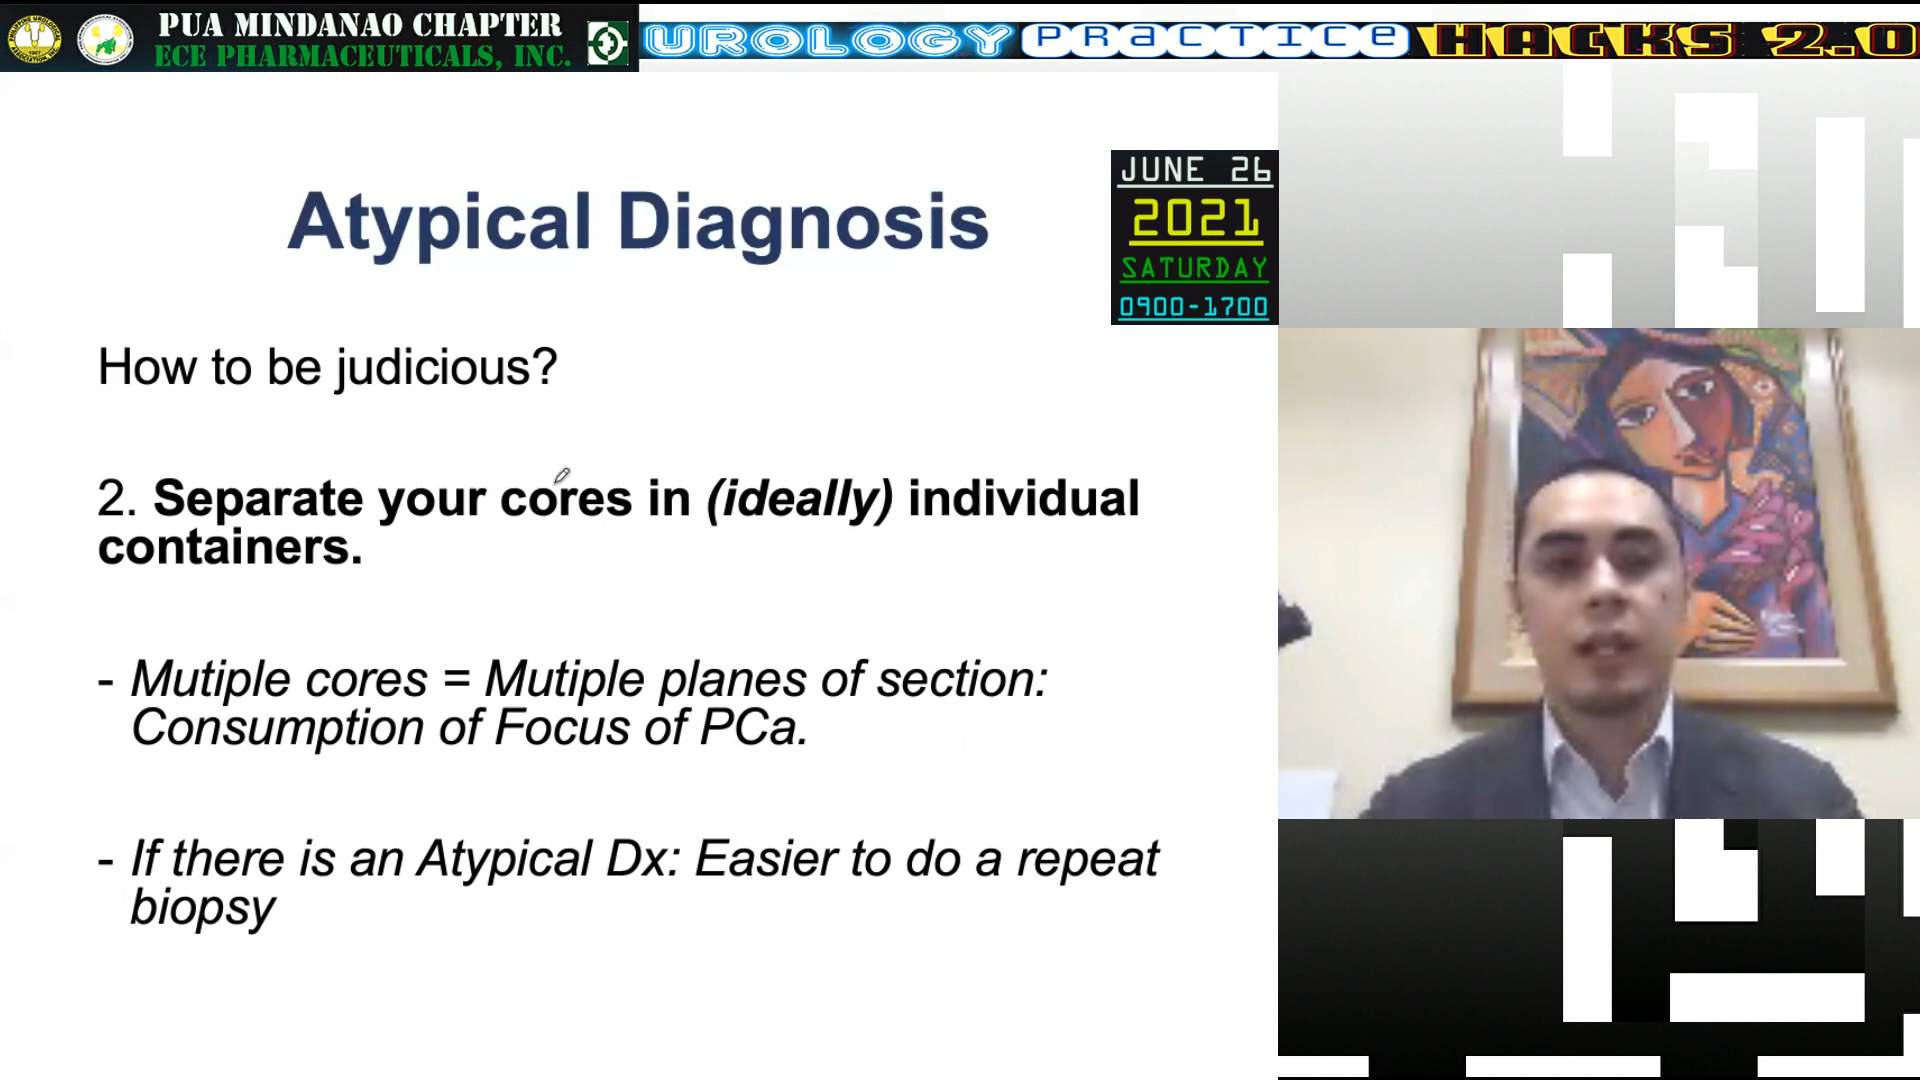 PUA MINDANAO CHAPTER
ECE PHARMACEUTICALS, INC.
UROLOGY PRACTICE HACKS 2.0
JUNE 26
2021
SATURDAY
0900-1700
Atypical Diagnosis
How to be judicious?
2. Separate your cores in (ideally) individual
containers.
- Mutiple cores = Mutiple planes of section:
Consumption of Focus of PCa.
- If there is an Atypical Dx: Easier to do a repeat
biopsy